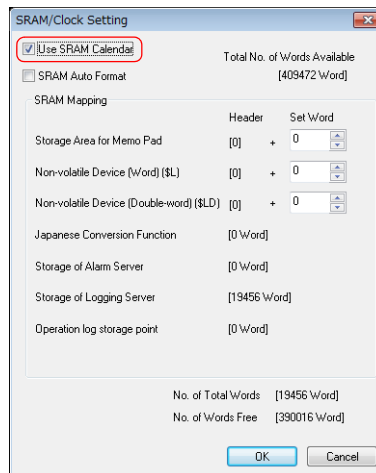 SRAM/Clock Setting
Use SRAM Calendar
Total No. of Words Available
SRAM Auto Format
[409472 Word]
SRAM Mapping
Header Set Word
Storage Area for Memo Pad [0] + 0
Non-volatile Device (Word) ($L) [0] + 0
Non-volatile Device (Double-word) ($LD) [0] + 0
Japanese Conversion Function [0 Word]
Storage of Alarm Server [0 Word]
Storage of Logging Server [19456 Word]
Operation log storage point [0 Word]
No. of Total Words [19456 Word]
No. of Words Free [390016 Word]
OK Cancel